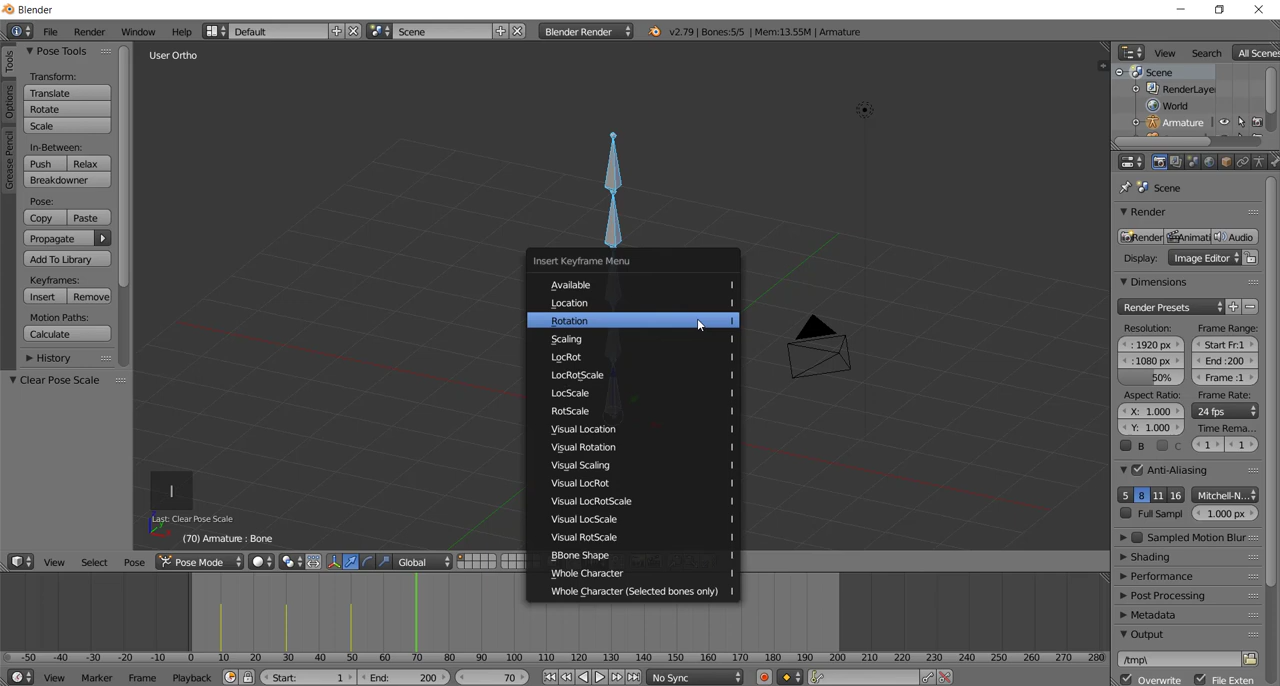 Blender
File Render Window Help Default Scene Blender Render v2.79 | Bones:5/5 | Mem:13.55M | Armature
Tools
Options
Grease Pencil
Pose Tools
Transform:
Translate
Rotate
Scale
In-Between:
Push Relax
Breakdowner
Pose:
Copy Paste
Propagate
Add To Library
Keyframes:
Insert Remove
Motion Paths:
Calculate
History
Clear Pose Scale
User Ortho
Insert Keyframe Menu
Available I
Location I
Rotation I
Scaling I
LocRot I
LocRotScale I
LocScale I
RotScale I
Visual Location I
Visual Rotation I
Visual Scaling I
Visual LocRot I
Visual LocRotScale I
Visual LocScale I
Visual RotScale I
BBone Shape I
Whole Character I
Whole Character (Selected bones only) I
I
Last: Clear Pose Scale
(70) Armature : Bone
View Select Pose Pose Mode Global
View Search All Scenes
Scene
RenderLaye
World
Armature
Scene
Render
Render Animati Audio
Display: Image Editor
Dimensions
Render Presets
Resolution: Frame Range:
: 1920 px Start Fr:1
:1080 px End :200
50% Frame :1
Aspect Ratio: Frame Rate:
X: 1.000 24 fps
Y: 1.000 Time Rema...
B C 1 1
Anti-Aliasing
5 8 11 16 Mitchell-N...
Full Sampl 1.000 px
Sampled Motion Blur
Shading
Performance
Post Processing
Metadata
Output
/tmp\
Overwrite File Exten
-50 -40 -30 -20 -10 0 10 20 30 40 50 60 70 80 90 100 110 120 130 140 150 160 170 180 190 200 210 220 230 240 250 260 270 280
View Marker Frame Playback Start: 1 End: 200 70 No Sync